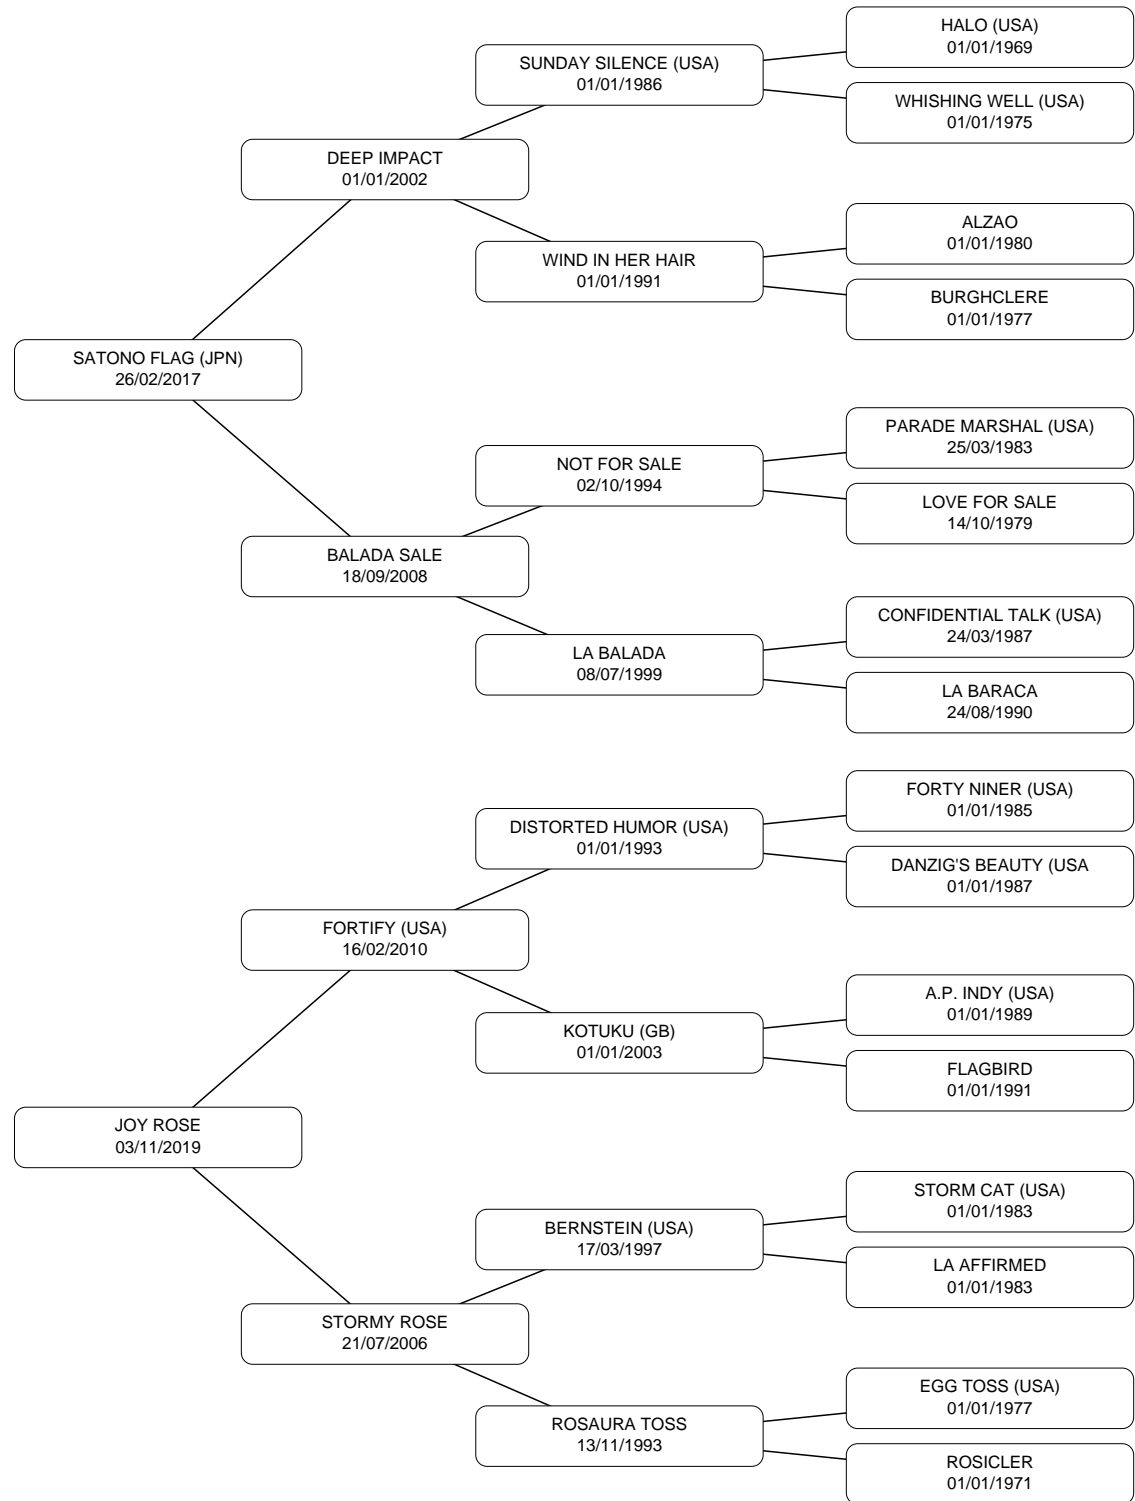 HALO (USA)
01/01/1969
SUNDAY SILENCE (USA)
01/01/1986
WHISHING WELL (USA)
01/01/1975
DEEP IMPACT
01/01/2002
ALZAO
01/01/1980
WIND IN HER HAIR
01/01/1991
BURGHCLERE
01/01/1977
SATONO FLAG (JPN)
26/02/2017
PARADE MARSHAL (USA)
25/03/1983
NOT FOR SALE
02/10/1994
LOVE FOR SALE
14/10/1979
BALADA SALE
18/09/2008
CONFIDENTIAL TALK (USA)
24/03/1987
LA BALADA
08/07/1999
LA BARACA
24/08/1990
FORTY NINER (USA)
01/01/1985
DISTORTED HUMOR (USA)
01/01/1993
DANZIG'S BEAUTY (USA
01/01/1987
FORTIFY (USA)
16/02/2010
A.P. INDY (USA)
01/01/1989
KOTUKU (GB)
01/01/2003
FLAGBIRD
01/01/1991
JOY ROSE
03/11/2019
STORM CAT (USA)
01/01/1983
BERNSTEIN (USA)
17/03/1997
LA AFFIRMED
01/01/1983
STORMY ROSE
21/07/2006
EGG TOSS (USA)
01/01/1977
ROSAURA TOSS
13/11/1993
ROSICLER
01/01/1971